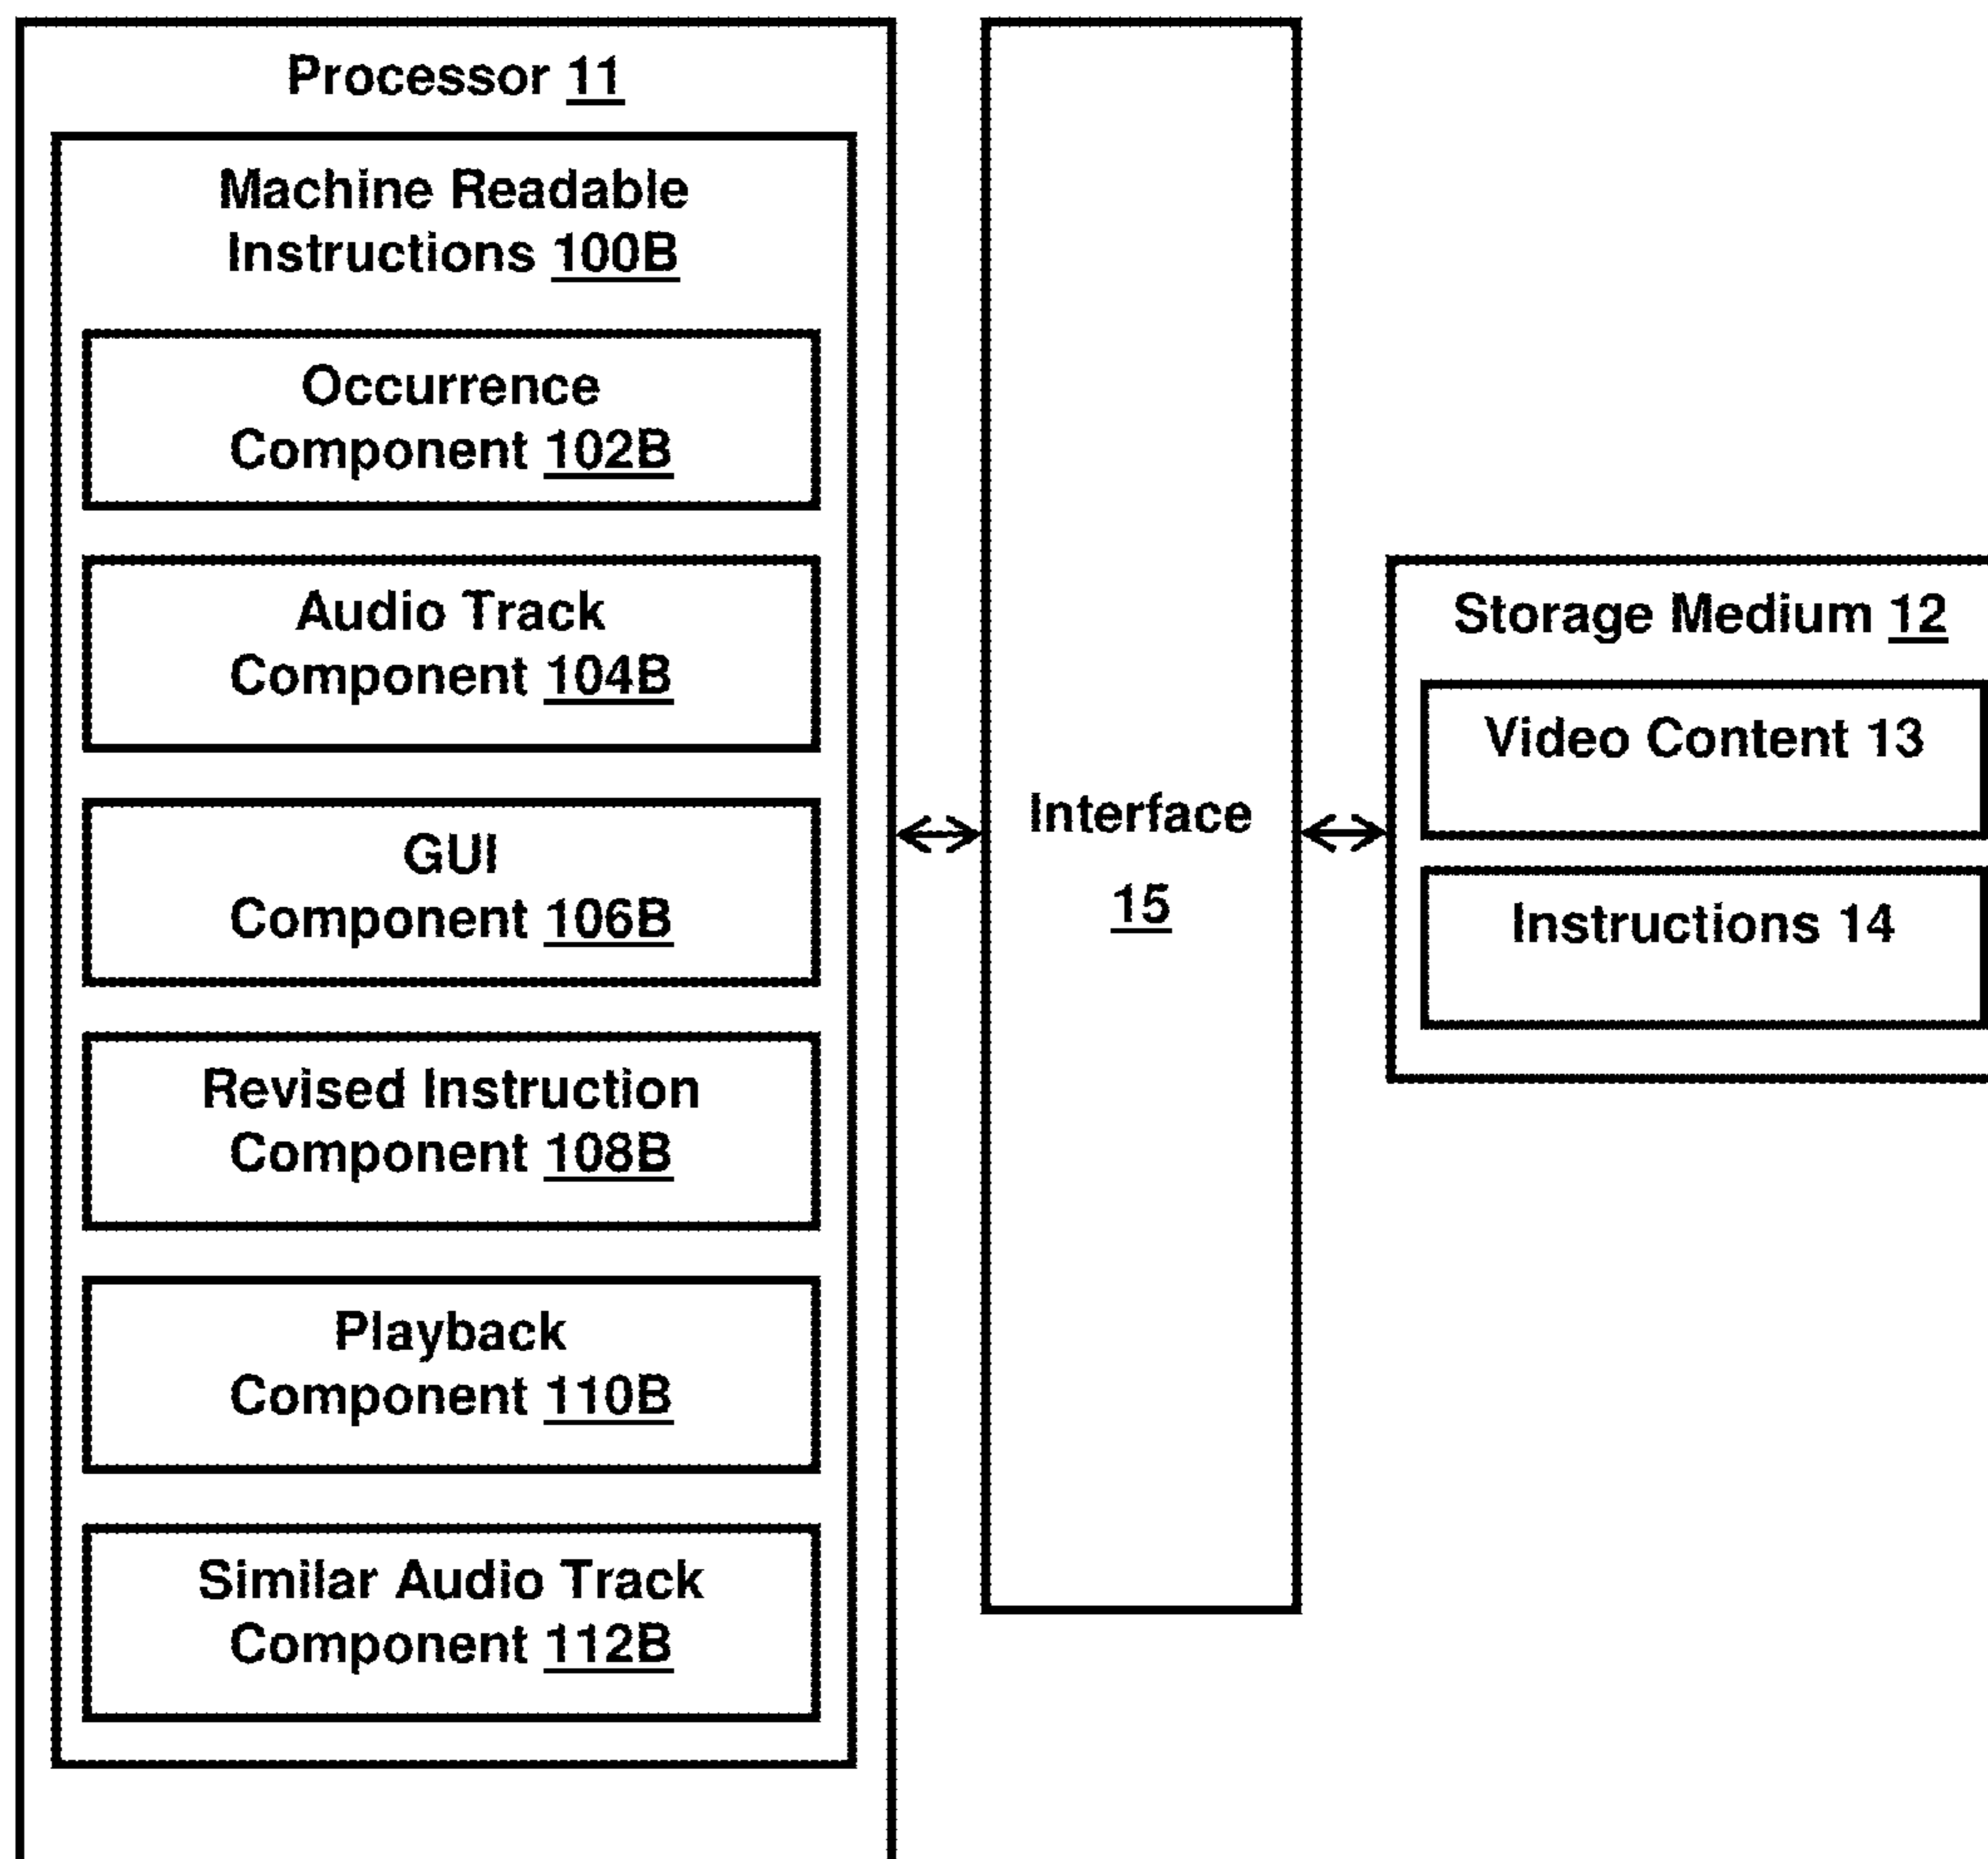 Processor 11
Machine Readable
Instructions 100B
Occurrence
Component 102B
Audio Track
Component 104B
GUI
Component 106B
Revised Instruction
Component 108B
Playback
Component 110B
Similar Audio Track
Component 112B
Interface
15
Storage Medium 12
Video Content 13
Instructions 14